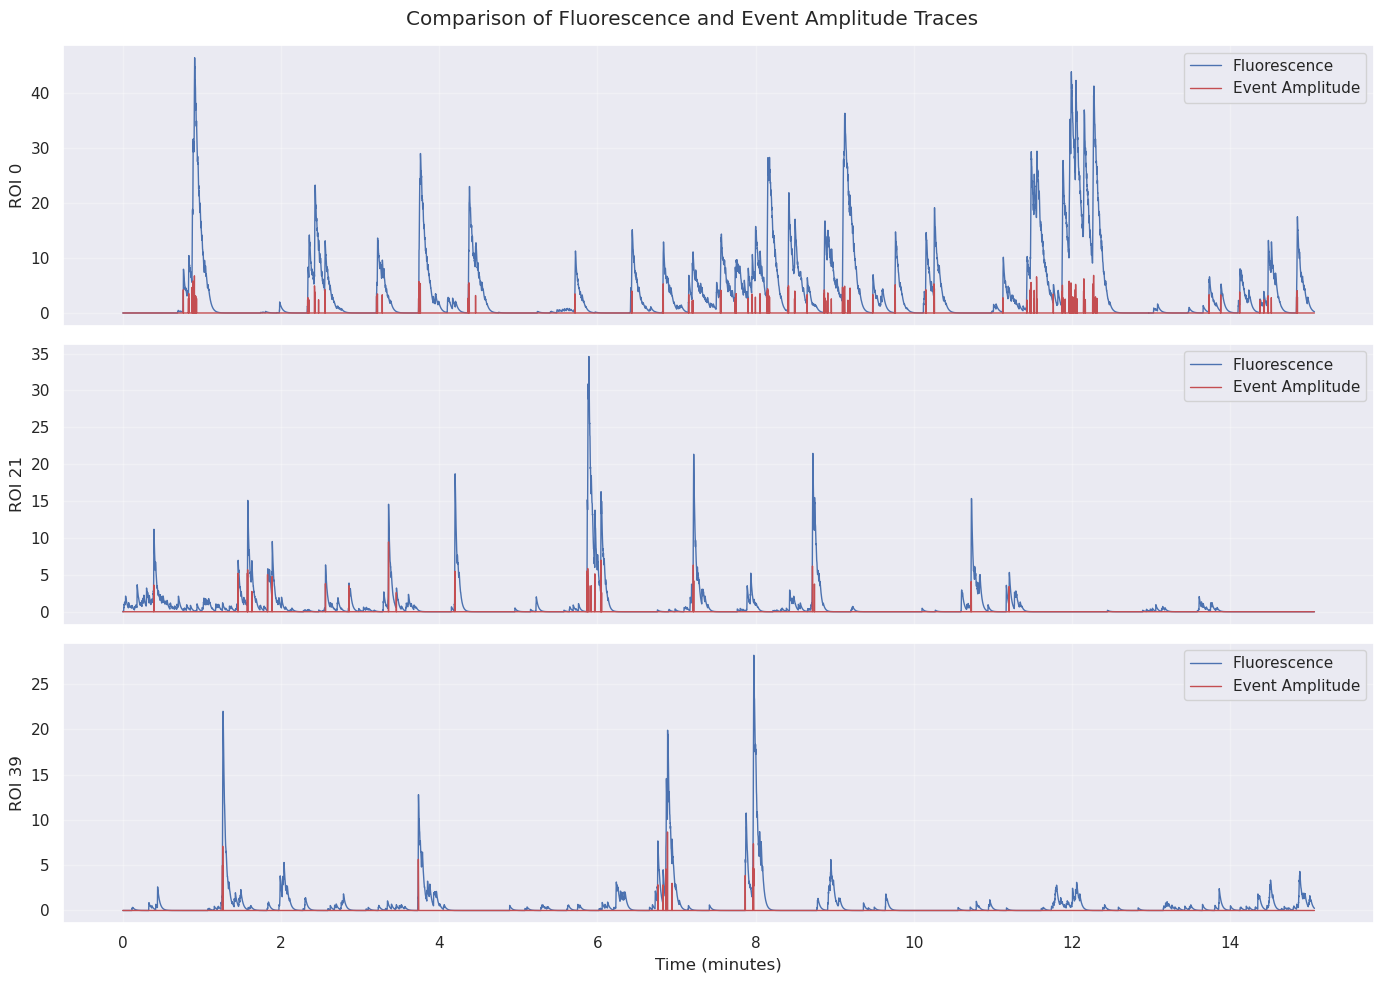 Comparison of Fluorescence and Event Amplitude Traces
Fluorescence
Event Amplitude
ROI 0
40
30
20
10
0
Fluorescence
Event Amplitude
ROI 21
35
30
25
20
15
10
5
0
Fluorescence
Event Amplitude
ROI 39
25
20
15
10
5
0
0 2 4 6 8 10 12 14
Time (minutes)